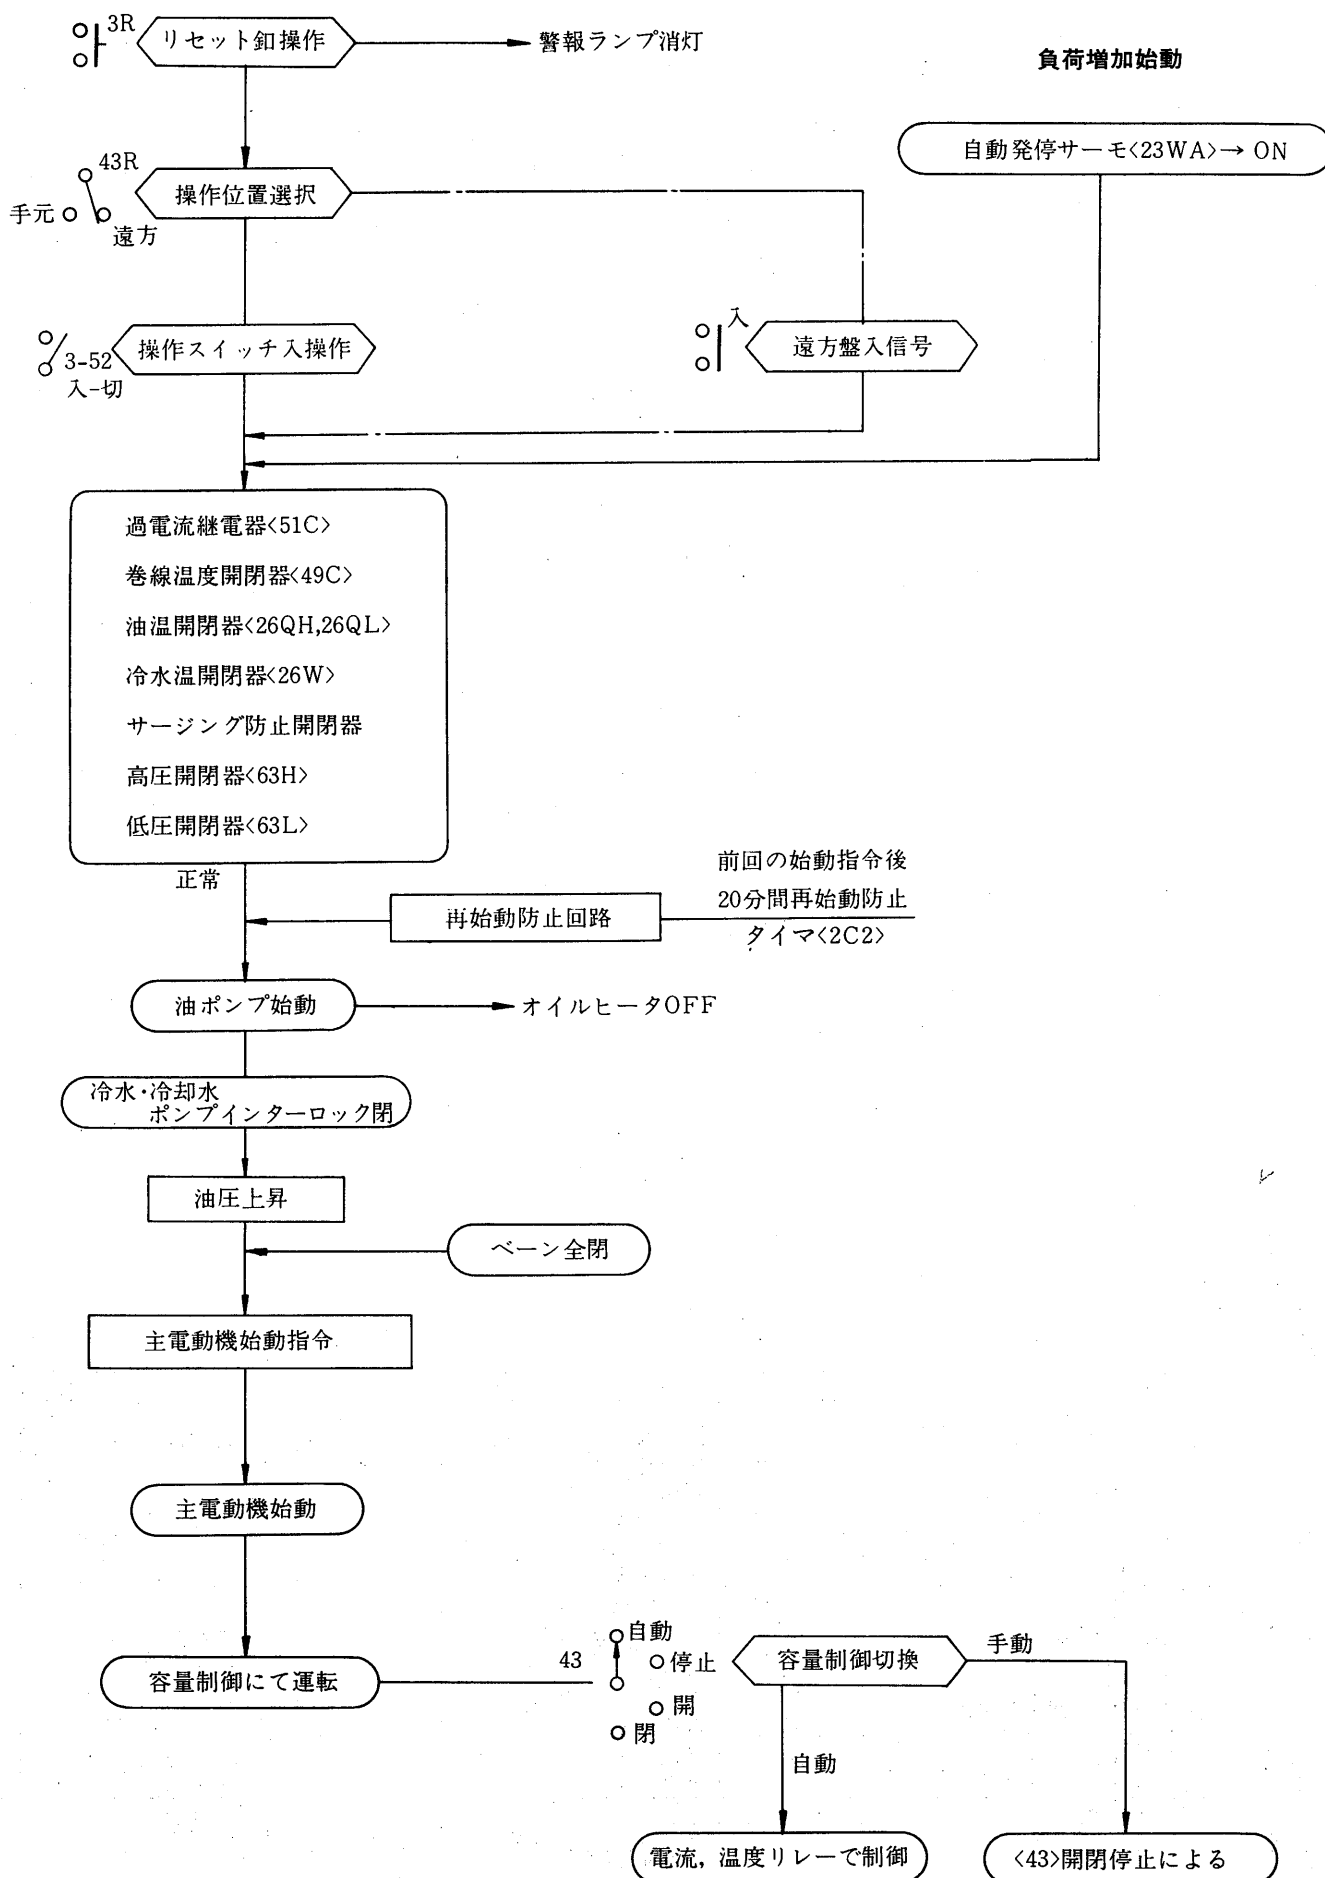 3R
リセット釦操作
警報ランプ消灯
負荷増加始動
自動発停サーモ<23WA>→ ON
43R
操作位置選択
手元
遠方
入
操作スイッチ入操作
遠方盤入信号
3-52
入-切
過電流継電器<51C>
巻線温度開閉器<49C>
油温開閉器<26QH,26QL>
冷水温開閉器<26W>
サージング防止開閉器
高圧開閉器<63H>
低圧開閉器<63L>
正常
前回の始動指令後
20分間再始動防止
タイマ<2C2>
再始動防止回路
油ポンプ始動
オイルヒータOFF
冷水・冷却水
ポンプインターロック閉
油圧上昇
ベーン全閉
主電動機始動指令
主電動機始動
容量制御にて運転
43
自動
停止
開
閉
容量制御切換
手動
自動
電流，温度リレーで制御
<43>開閉停止による